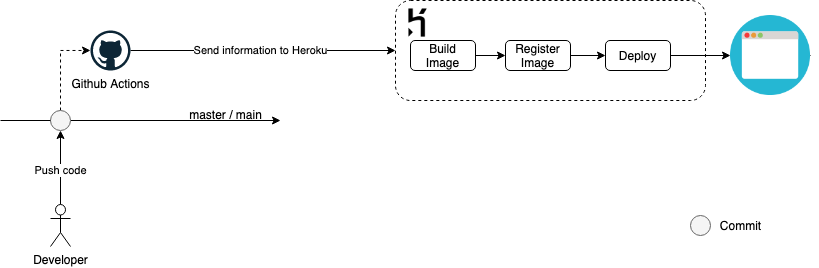 Send information to Heroku
Build
Image
Register
Image
Deploy
Github Actions
master / main
Push code
Commit
Developer